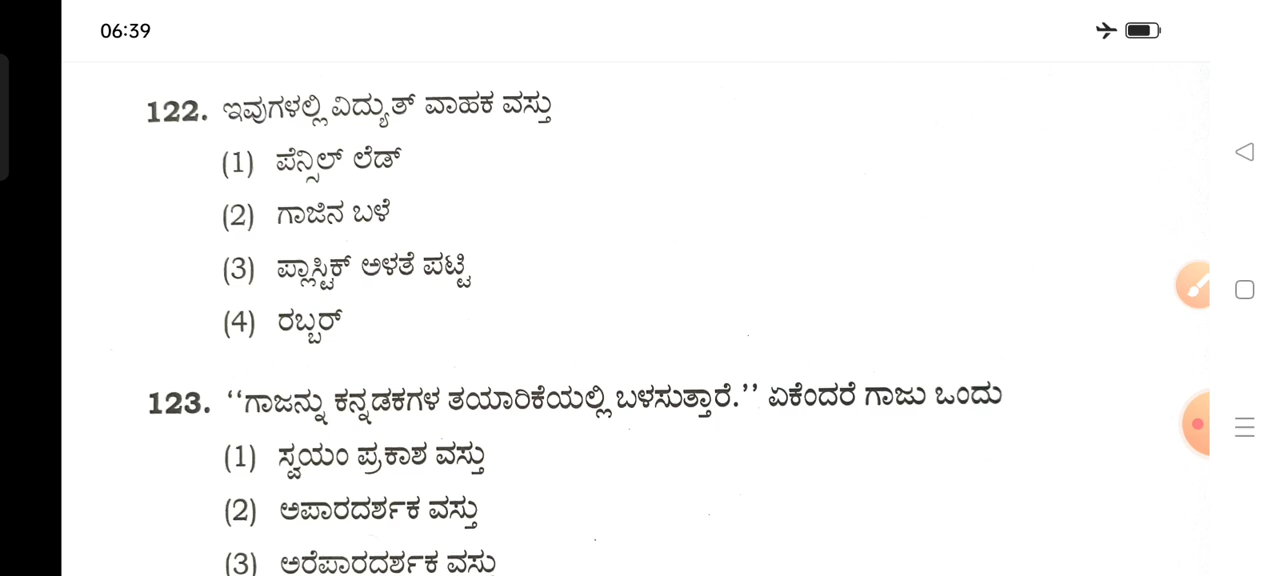 06:39
122. ಇವುಗಳಲ್ಲಿ ವಿದ್ಯುತ್ ವಾಹಕ ವಸ್ತು
(1) ಪೆನ್ಸಿಲ್ ಲೆಡ್
(2) ಗಾಜಿನ ಬಳೆ
(3) ಪ್ಲಾಸ್ಟಿಕ್ ಅಳತೆ ಪಟ್ಟಿ
(4) ರಬ್ಬರ್
123. ‘‘ಗಾಜನ್ನು ಕನ್ನಡಕಗಳ ತಯಾರಿಕೆಯಲ್ಲಿ ಬಳಸುತ್ತಾರೆ.’’ ಏಕೆಂದರೆ ಗಾಜು ಒಂದು
(1) ಸ್ವಯಂ ಪ್ರಕಾಶ ವಸ್ತು
(2) ಅಪಾರದರ್ಶಕ ವಸ್ತು
(3) ಅರೆಪಾರದರ್ಶಕ ವಸ್ತು